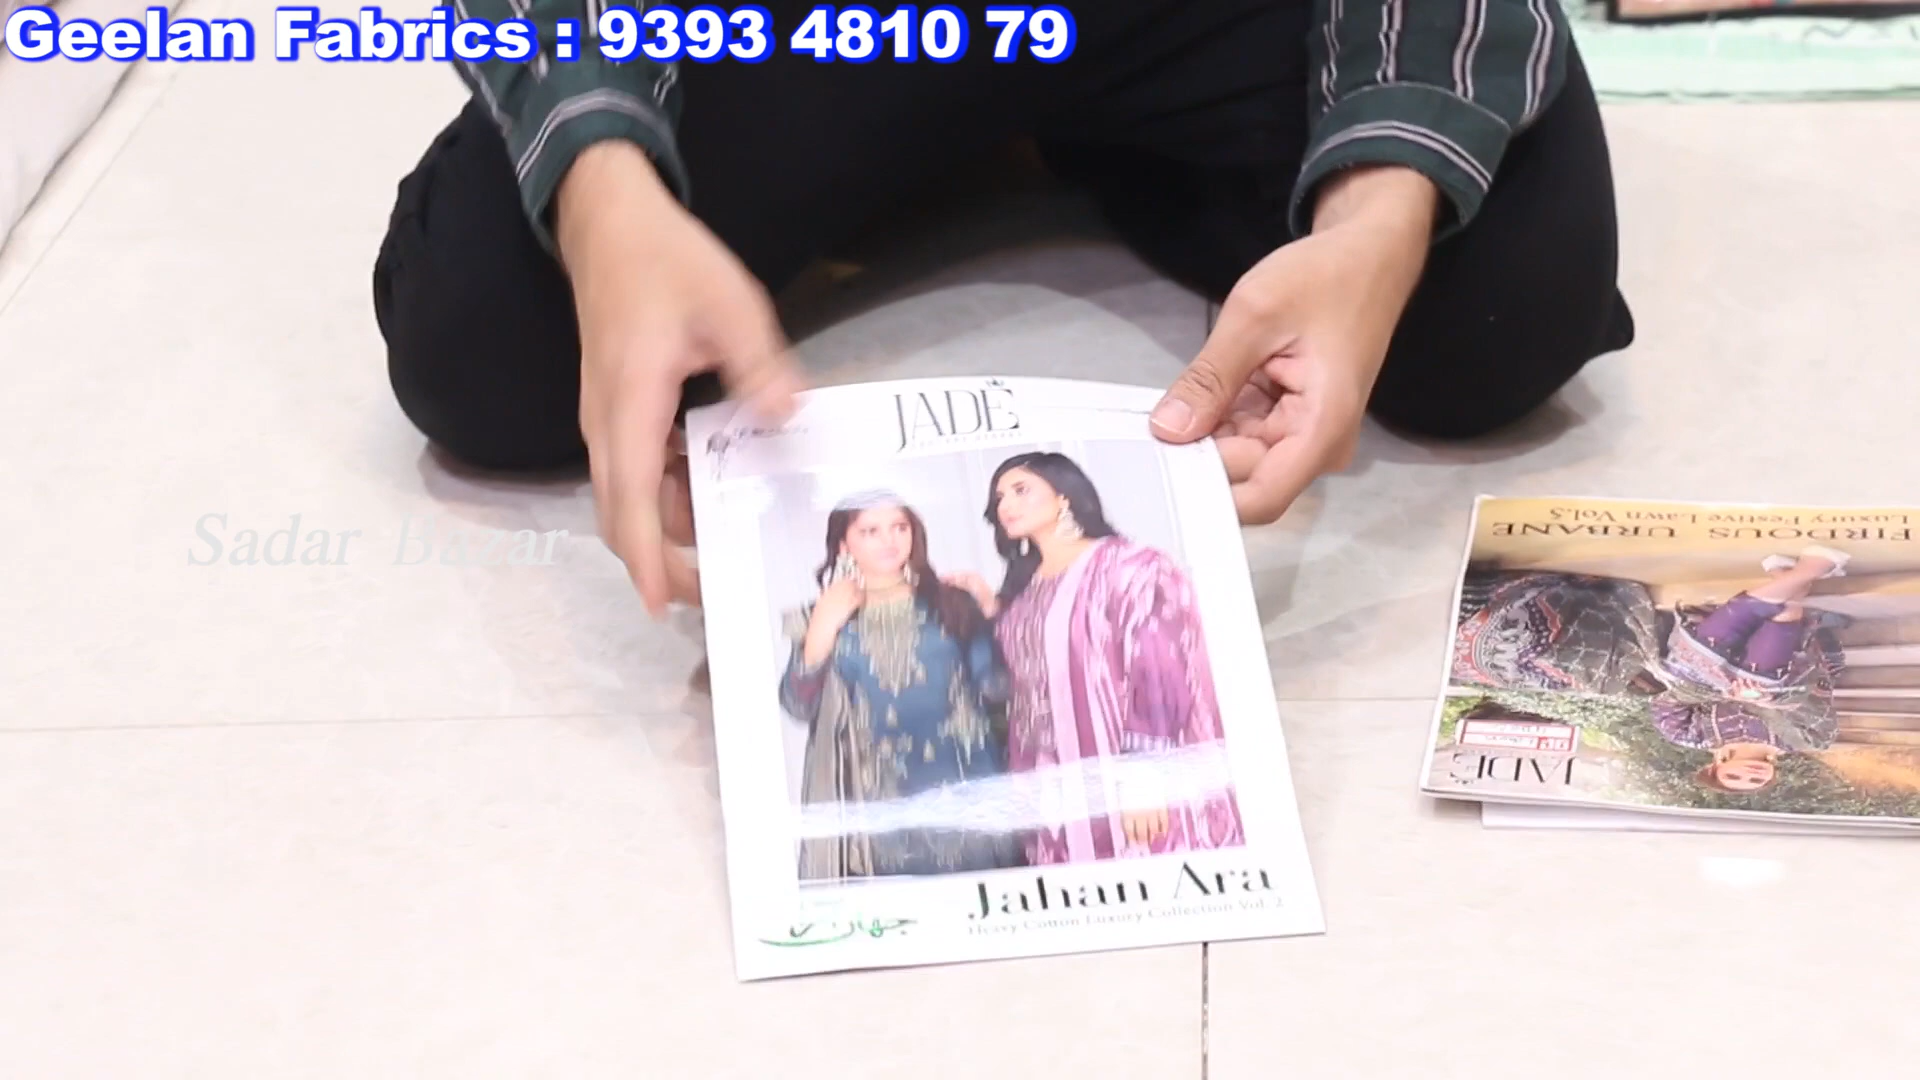 Geelan Fabrics : 9393 4810 79
JADE
Sadar Bazar
Jahan Ara
Heavy Cotton Luxury Collection Vol. 2
جهان
FIRDOUS URBANE
Luxury Festive Lawn Vol.5
JADE